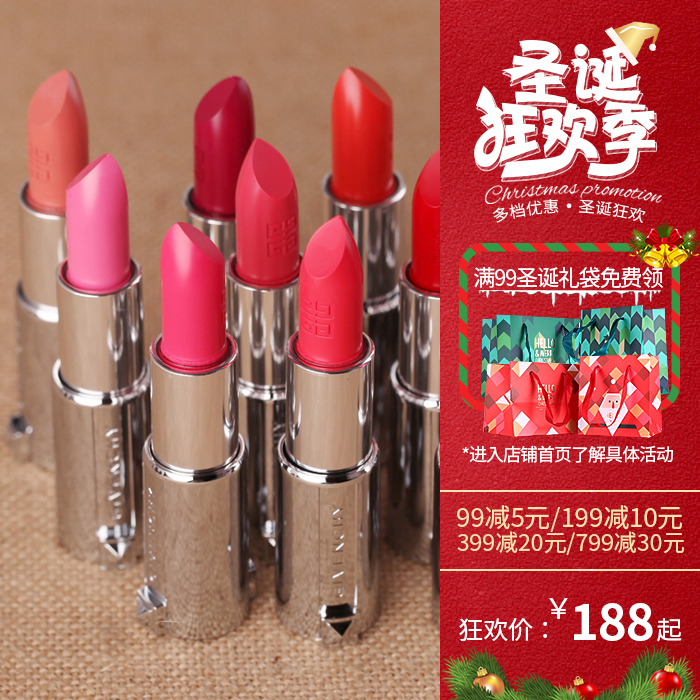 圣诞
狂欢季
Christmas promotion
多档优惠·圣诞狂欢
满99圣诞礼袋免费领
HELLO
HELLO
*进入店铺首页了解具体活动
99减5元/199减10元
399减20元/799减30元
狂欢价：¥188起